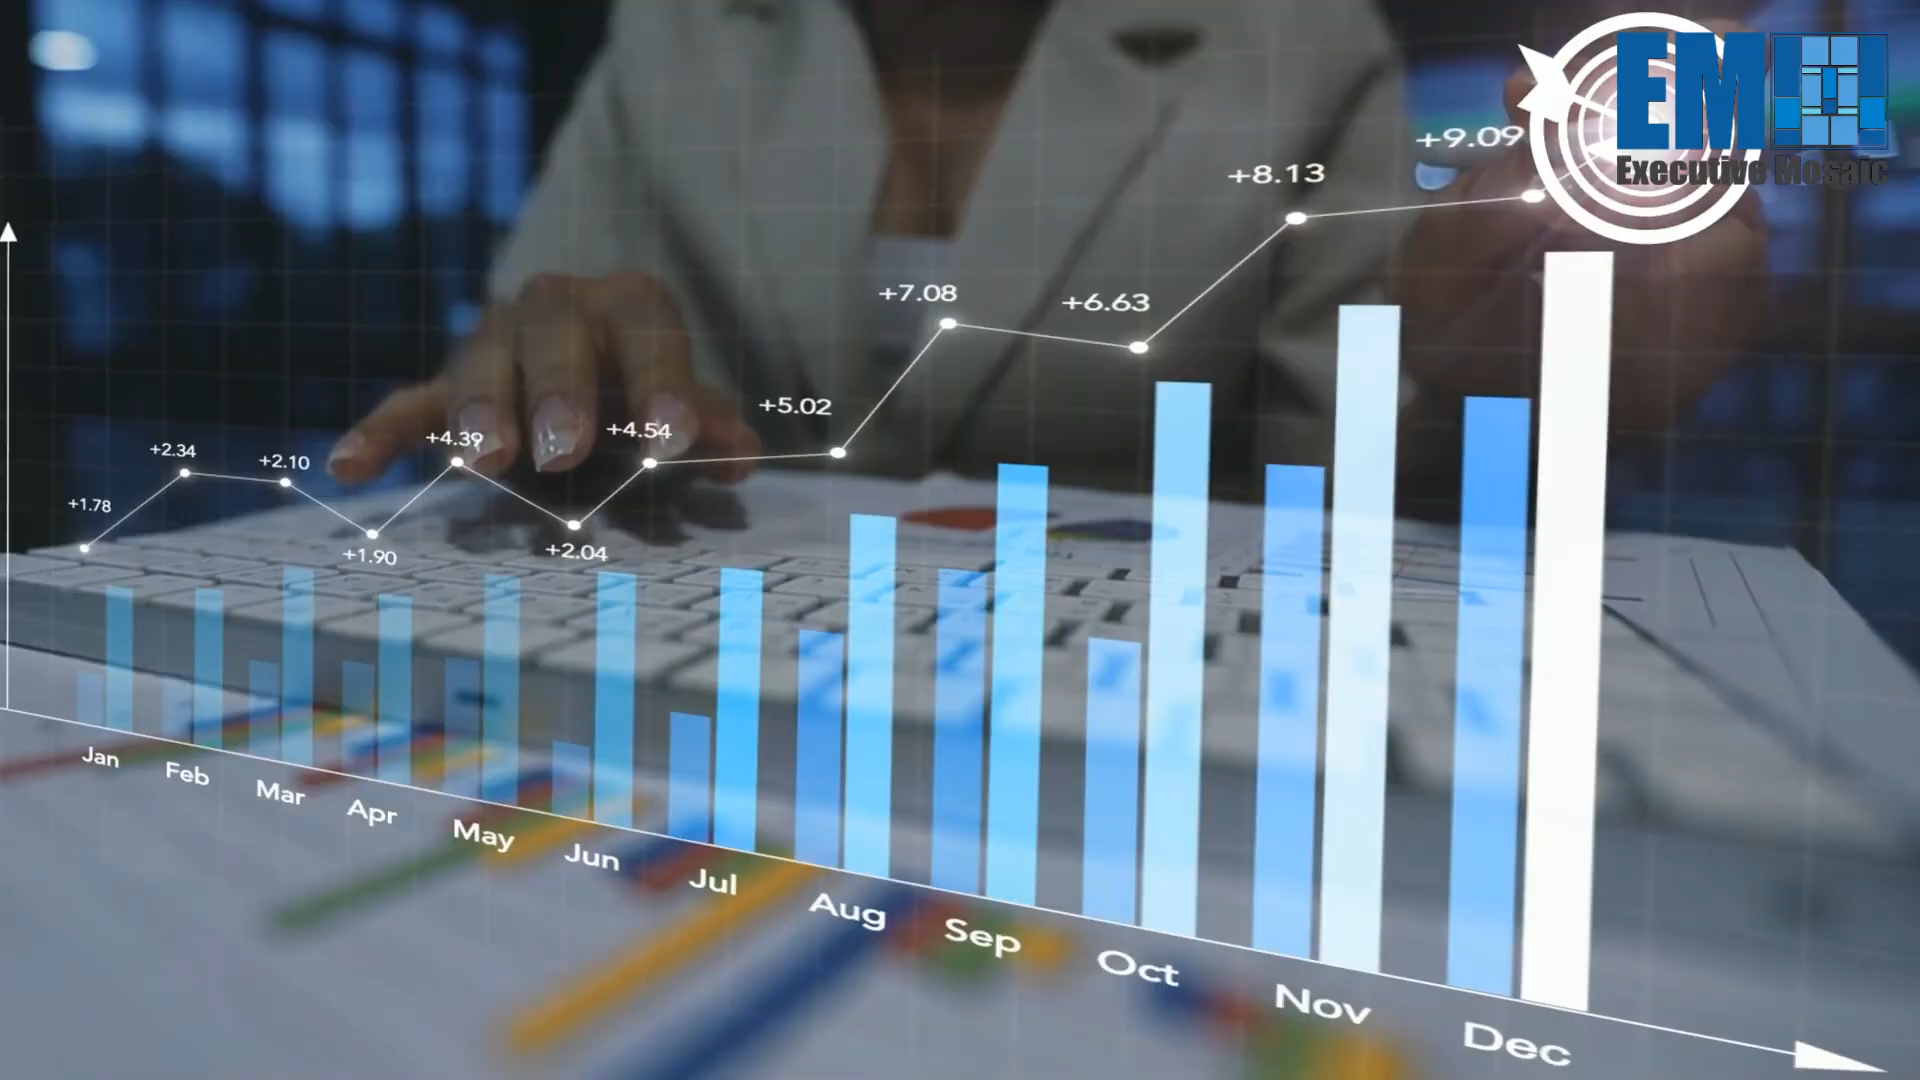 EM
Executive Mosaic
+9.09
+8.13
+7.08
+6.63
+5.02
+4.54
+4.39
+2.34
+2.10
+1.78
+1.90
+2.04
Jan
Feb
Mar
Apr
May
Jun
Jul
Aug
Sep
Oct
Nov
Dec